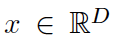 x ∈ ℝ^D